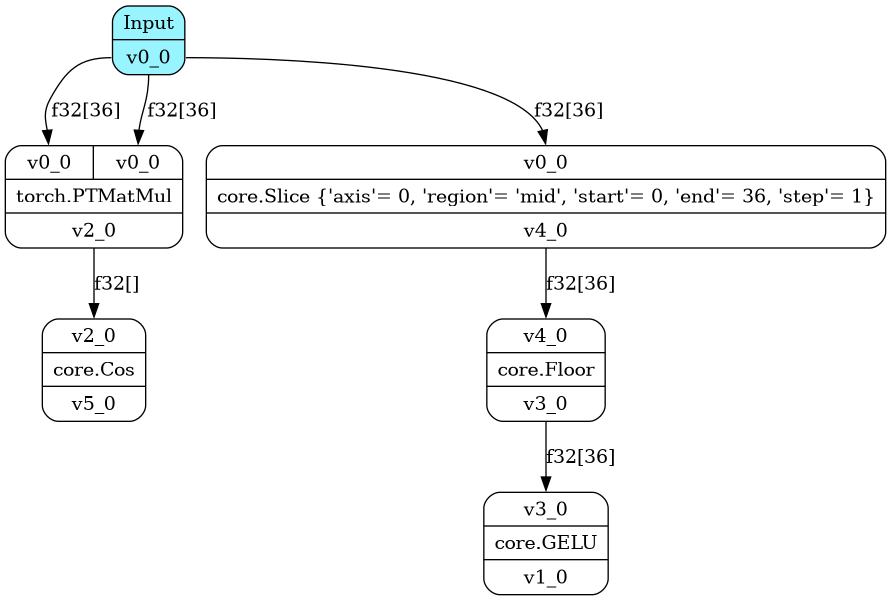 Input
v0_0
f32[36]
f32[36]
f32[36]
v0_0
v0_0
torch.PTMatMul
v2_0
v0_0
core.Slice {'axis'= 0, 'region'= 'mid', 'start'= 0, 'end'= 36, 'step'= 1}
v4_0
f32[]
f32[36]
v2_0
core.Cos
v5_0
v4_0
core.Floor
v3_0
f32[36]
v3_0
core.GELU
v1_0